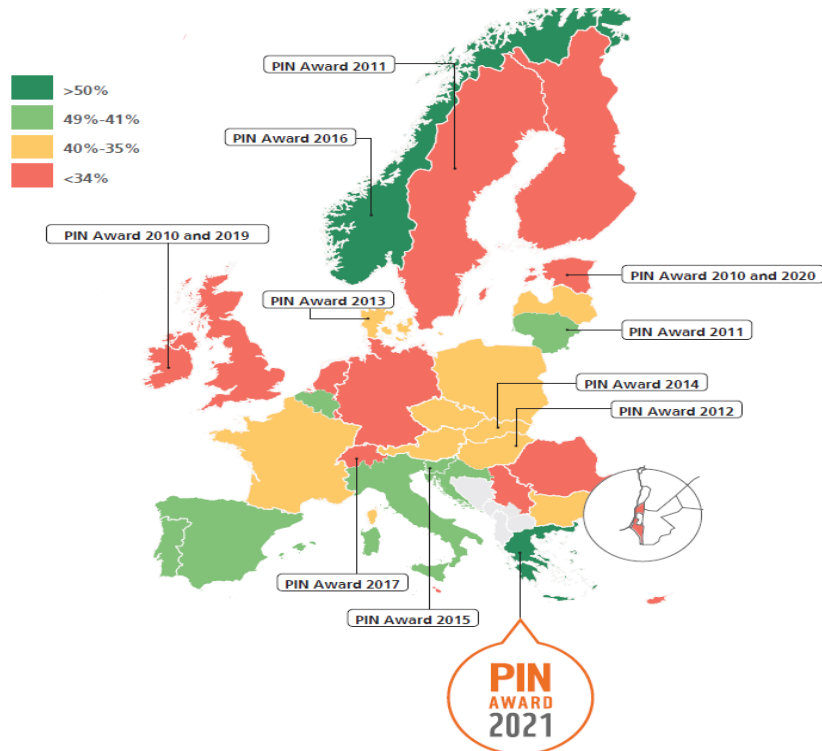 PIN Award 2011
>50%
49%-41%
40%-35%
<34%
PIN Award 2016
PIN Award 2010 and 2019
PIN Award 2010 and 2020
PIN Award 2013
PIN Award 2011
PIN Award 2014
PIN Award 2012
PIN Award 2017
PIN Award 2015
PIN
AWARD
2021